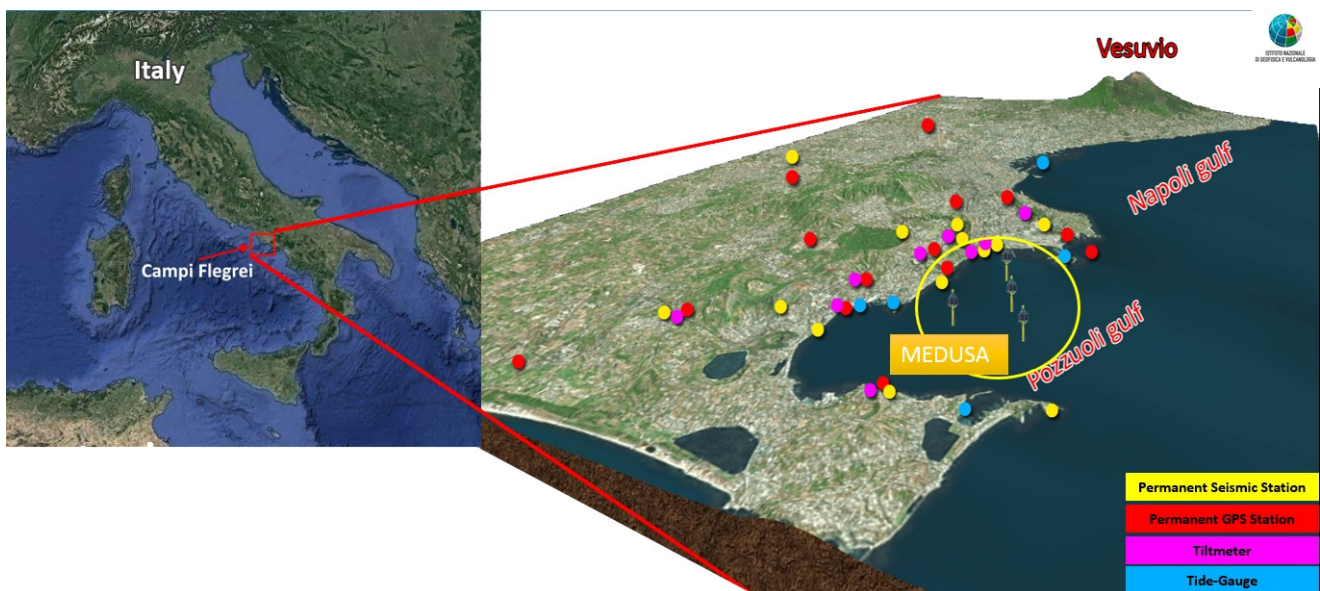 Italy
Campi Flegrei
Vesuvio
ISTITUTO NAZIONALE
DI GEOFISICA E VULCANOLOGIA
Napoli gulf
MEDUSA
Pozzuoli gulf
Permanent Seismic Station
Permanent GPS Station
Tiltmeter
Tide-Gauge